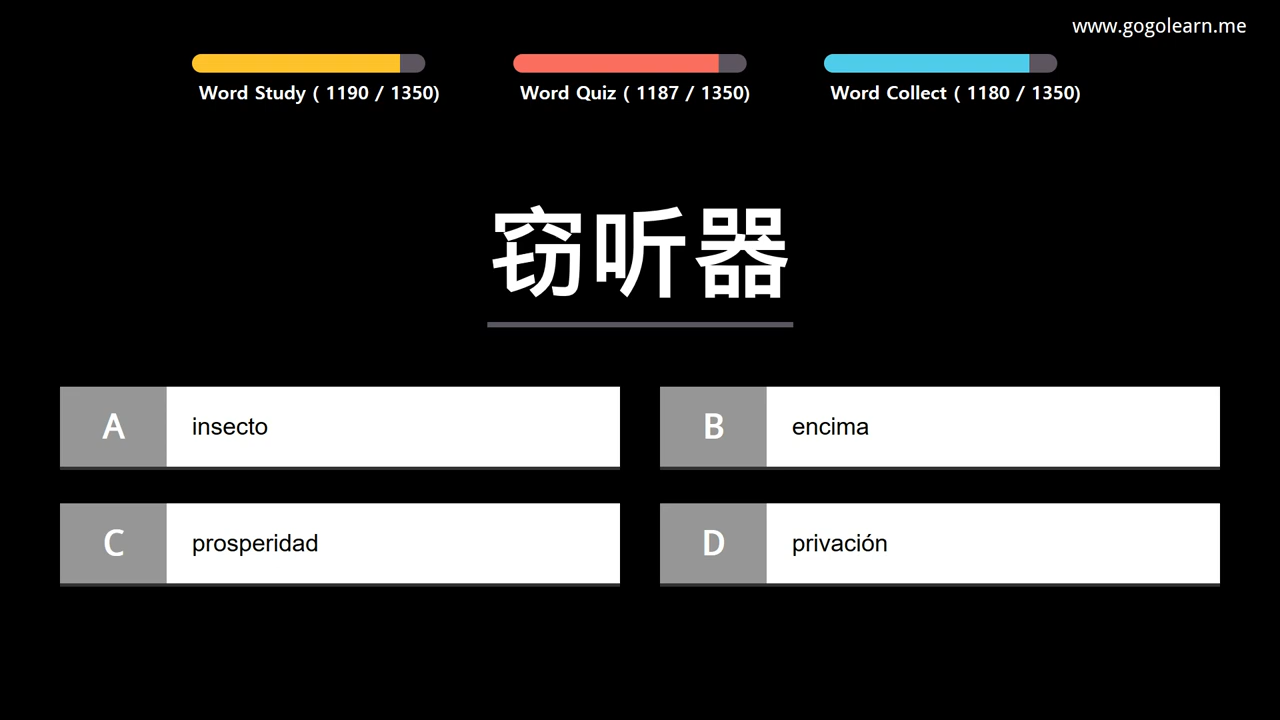 www.gogolearn.me
Word Study ( 1190 / 1350)
Word Quiz ( 1187 / 1350)
Word Collect ( 1180 / 1350)
窃听器
A insecto
B encima
C prosperidad
D privación